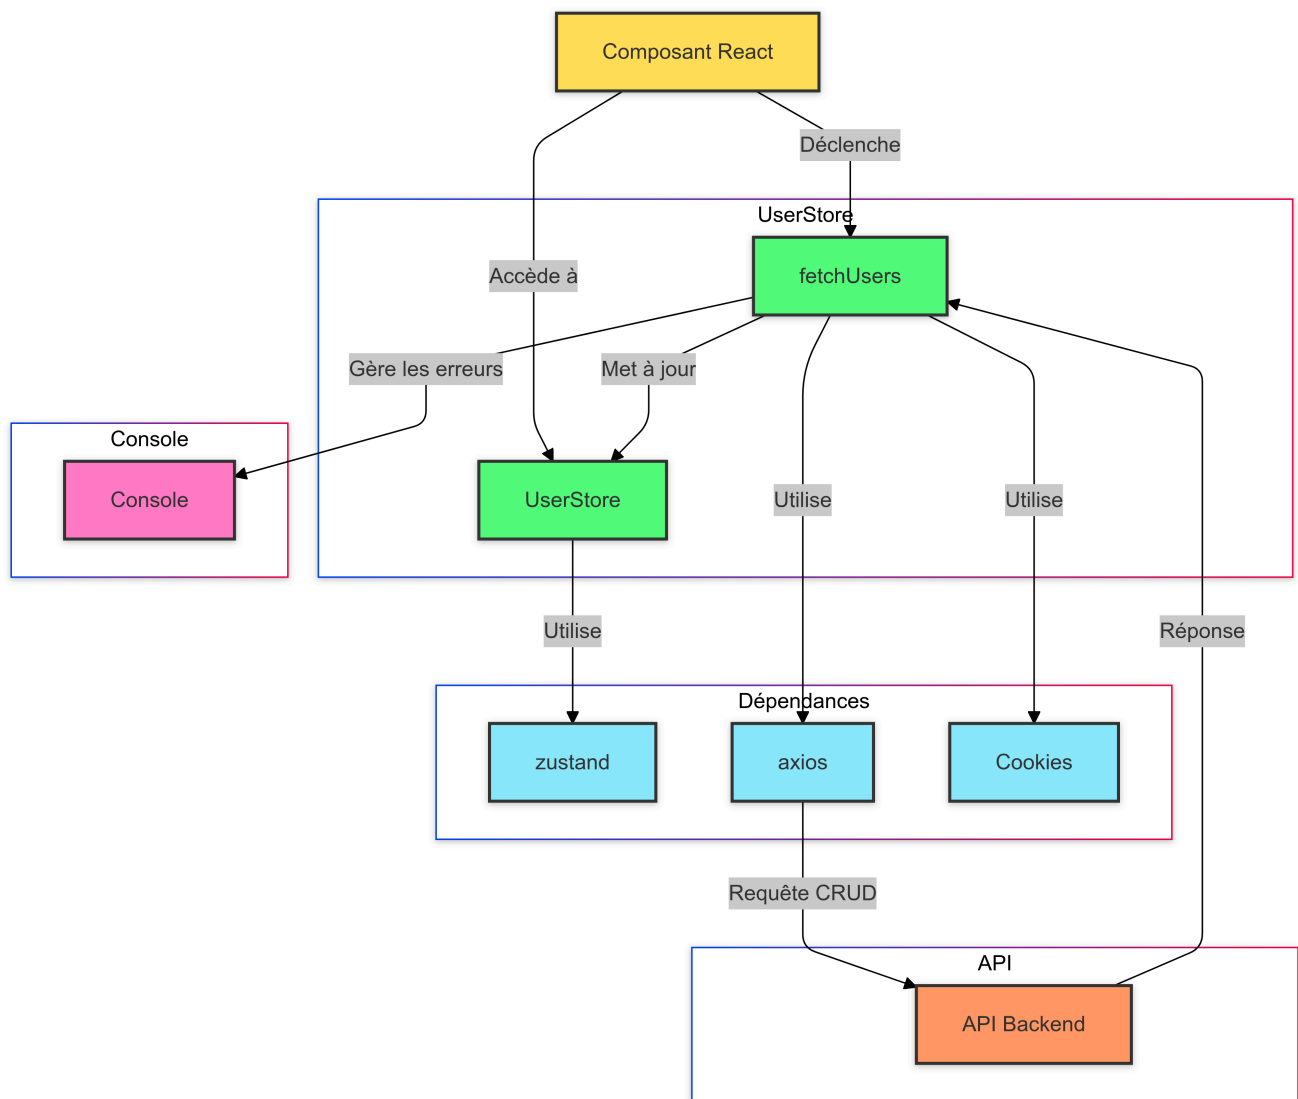 Composant React
Déclenche
UserStore
fetchUsers
Accède à
Gère les erreurs
Met à jour
Console
Console
UserStore
Utilise
Utilise
Utilise
Réponse
Dépendances
zustand
axios
Cookies
Requête CRUD
API
API Backend